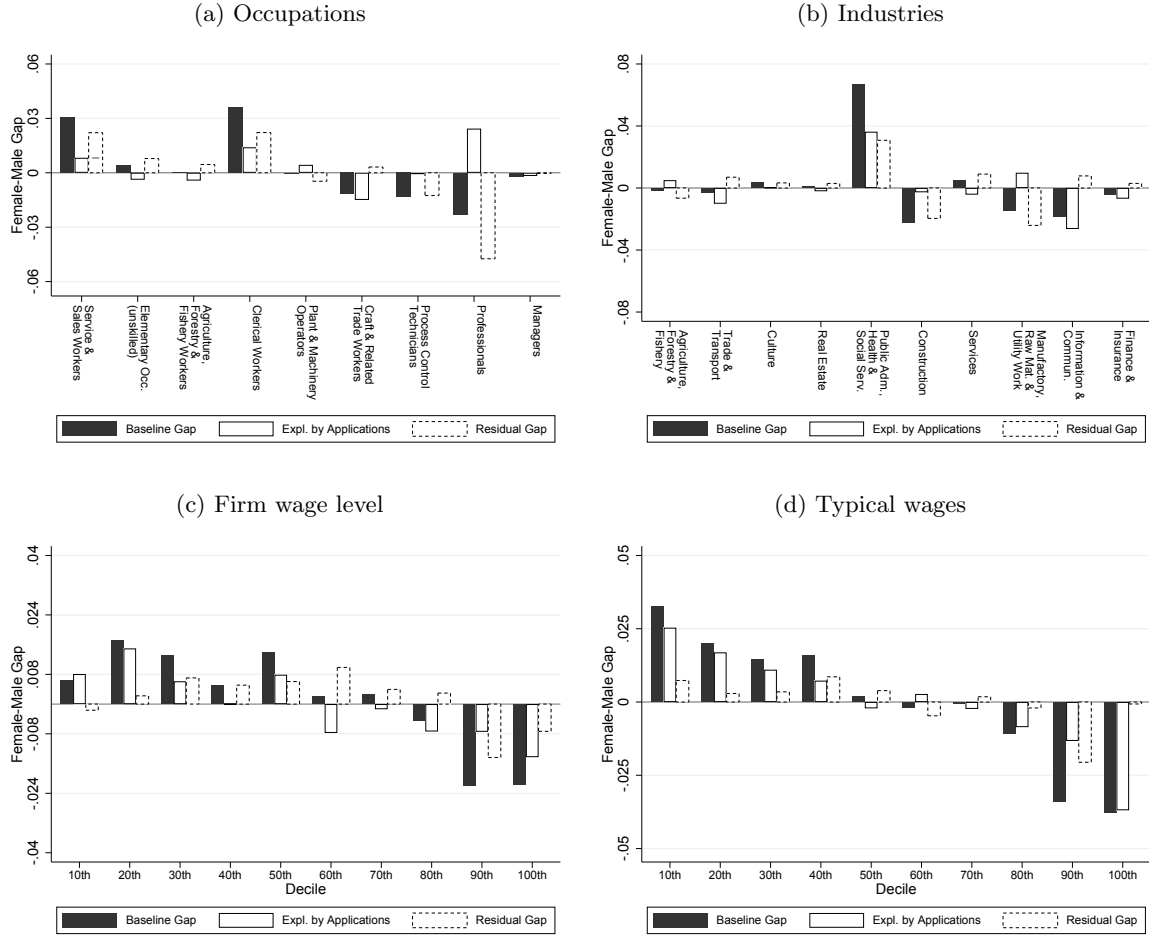 (a) Occupations
Female-Male Gap
.06
.03
0
-.03
-.06
Service &
Sales Workers
Elementary Occ.
(unskilled)
Agriculture,
Forestry &
Fishery Workers
Clerical Workers
Plant & Machinery
Operators
Craft & Related
Trade Workers
Process Control
Technicians
Professionals
Managers
Baseline Gap Expl. by Applications Residual Gap
(b) Industries
Female-Male Gap
.08
.04
0
-.04
-.08
Agriculture,
Forestry &
Fishery
Trade &
Transport
Culture
Real Estate
Public Adm.,
Health &
Social Serv.
Construction
Services
Manufactory,
Raw Mat. &
Utility Work
Information &
Commun.
Finance &
Insurance
Baseline Gap Expl. by Applications Residual Gap
(c) Firm wage level
Female-Male Gap
.04
.024
.008
-.008
-.024
-.04
10th 20th 30th 40th 50th 60th 70th 80th 90th 100th
Decile
Baseline Gap Expl. by Applications Residual Gap
(d) Typical wages
Female-Male Gap
.05
.025
0
-.025
-.05
10th 20th 30th 40th 50th 60th 70th 80th 90th 100th
Decile
Baseline Gap Expl. by Applications Residual Gap